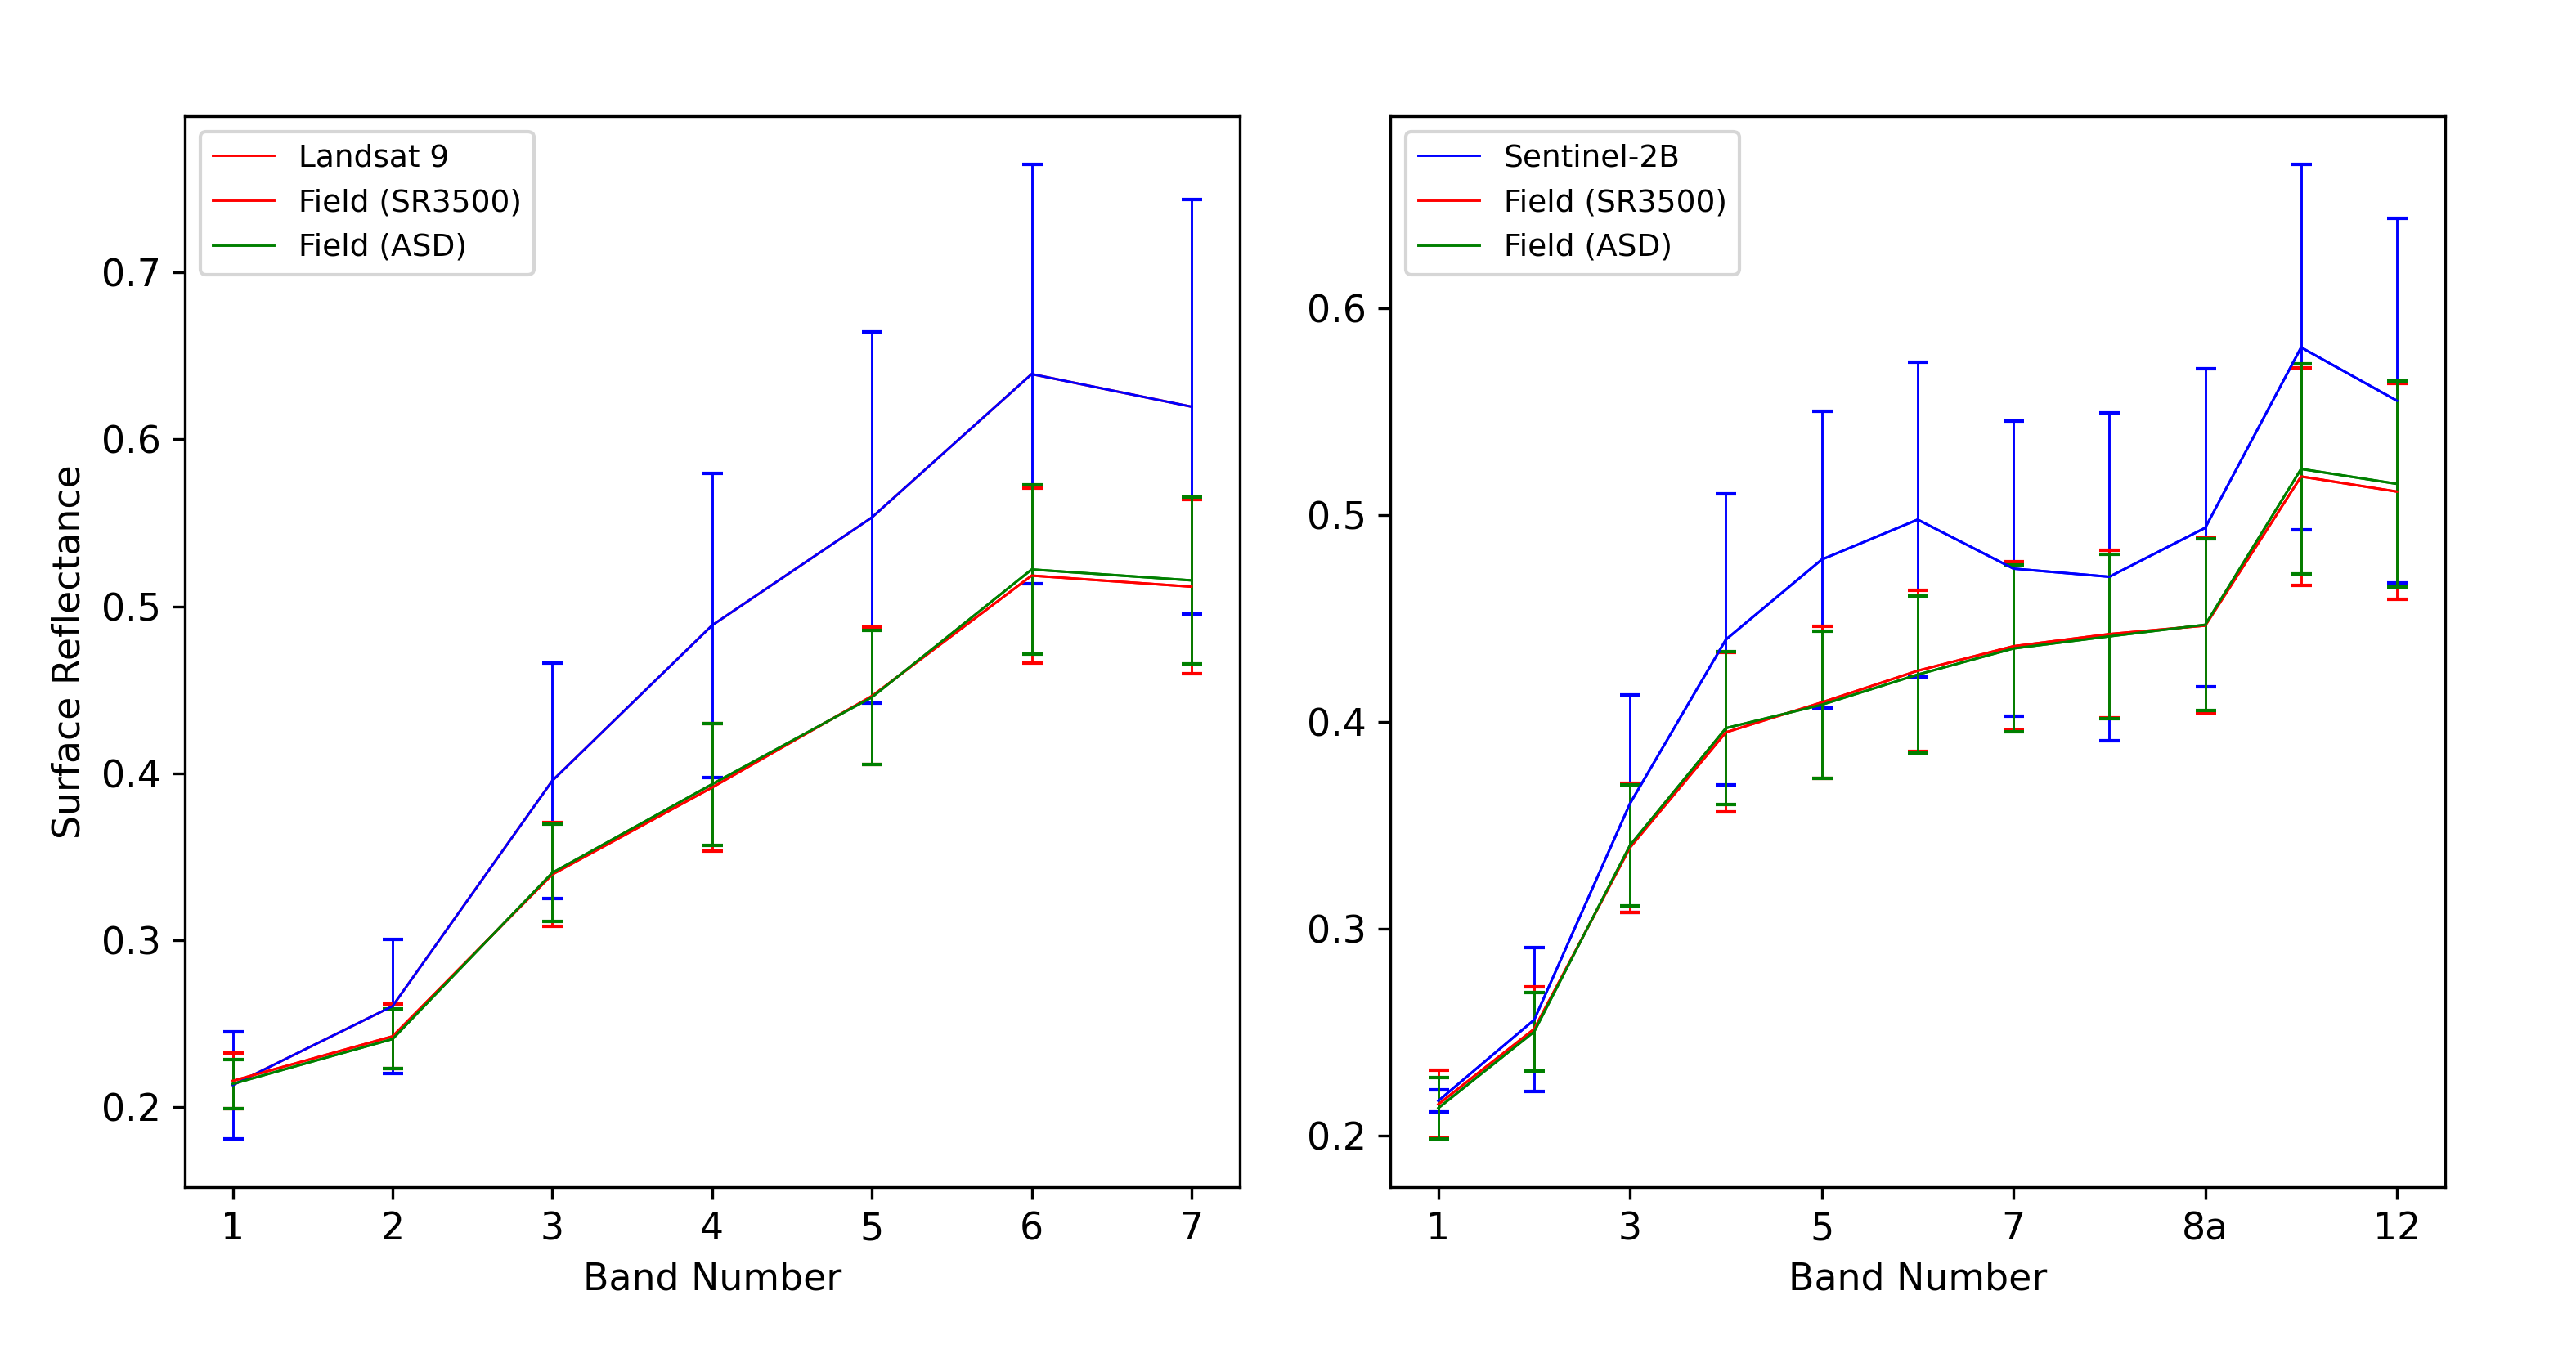 Landsat 9
Field (SR3500)
Field (ASD)
0.7
0.6
0.5
0.4
0.3
0.2
Surface Reflectance
1 2 3 4 5 6 7
Band Number
Sentinel-2B
Field (SR3500)
Field (ASD)
0.6
0.5
0.4
0.3
0.2
1 3 5 7 8a 12
Band Number